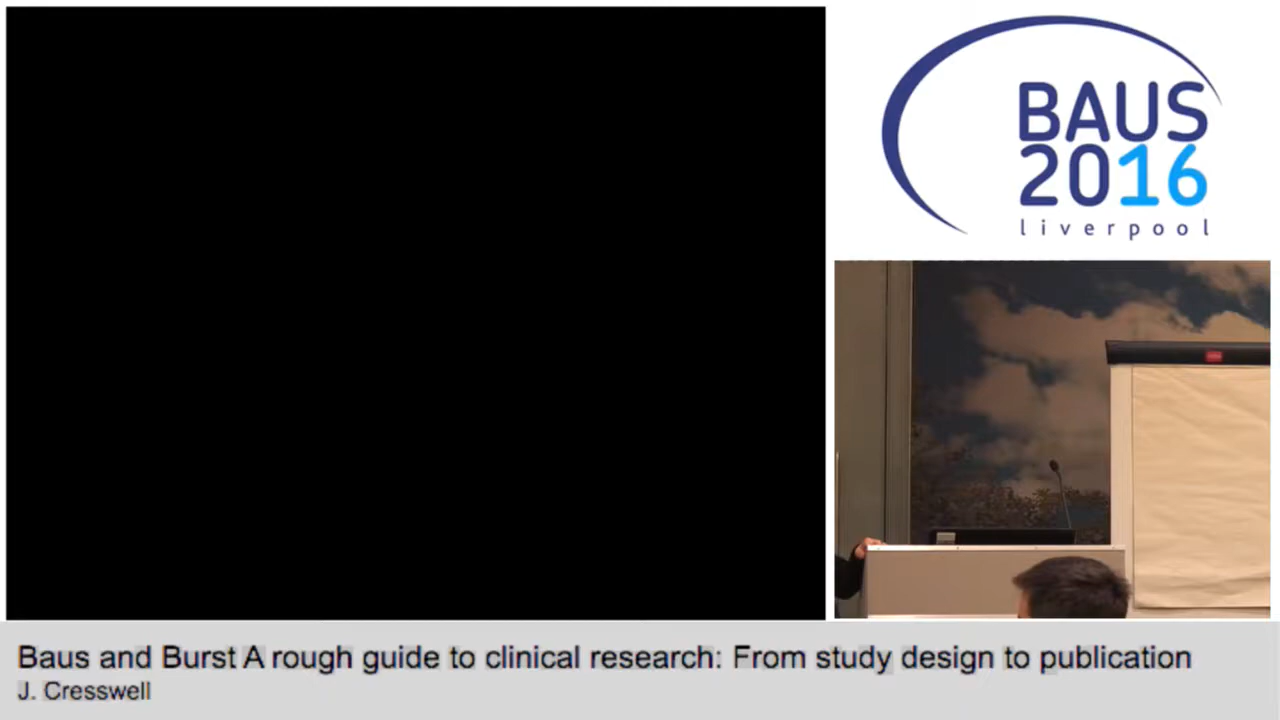 BAUS
2016
liverpool
Baus and Burst A rough guide to clinical research: From study design to publication
J. Cresswell